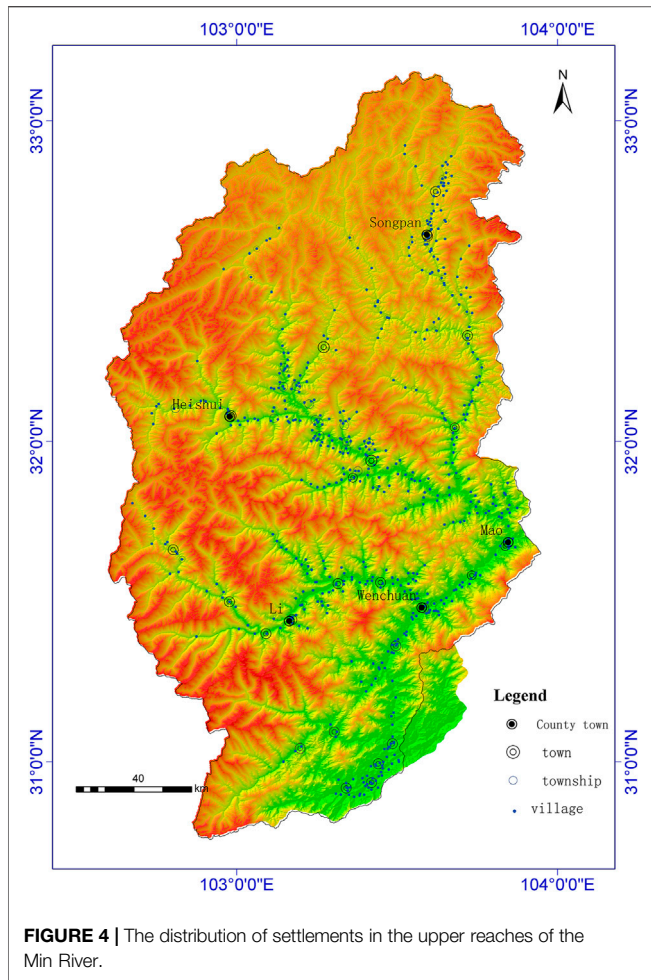 103°0'0"E
104°0'0"E
N
33°0'0"N
33°0'0"N
Songpan
Heishui
32°0'0"N
32°0'0"N
Mao
Wenchuan
Li
Legend
County town
town
township
village
31°0'0"N
31°0'0"N
40
km
103°0'0"E
104°0'0"E
FIGURE 4 | The distribution of settlements in the upper reaches of the
Min River.